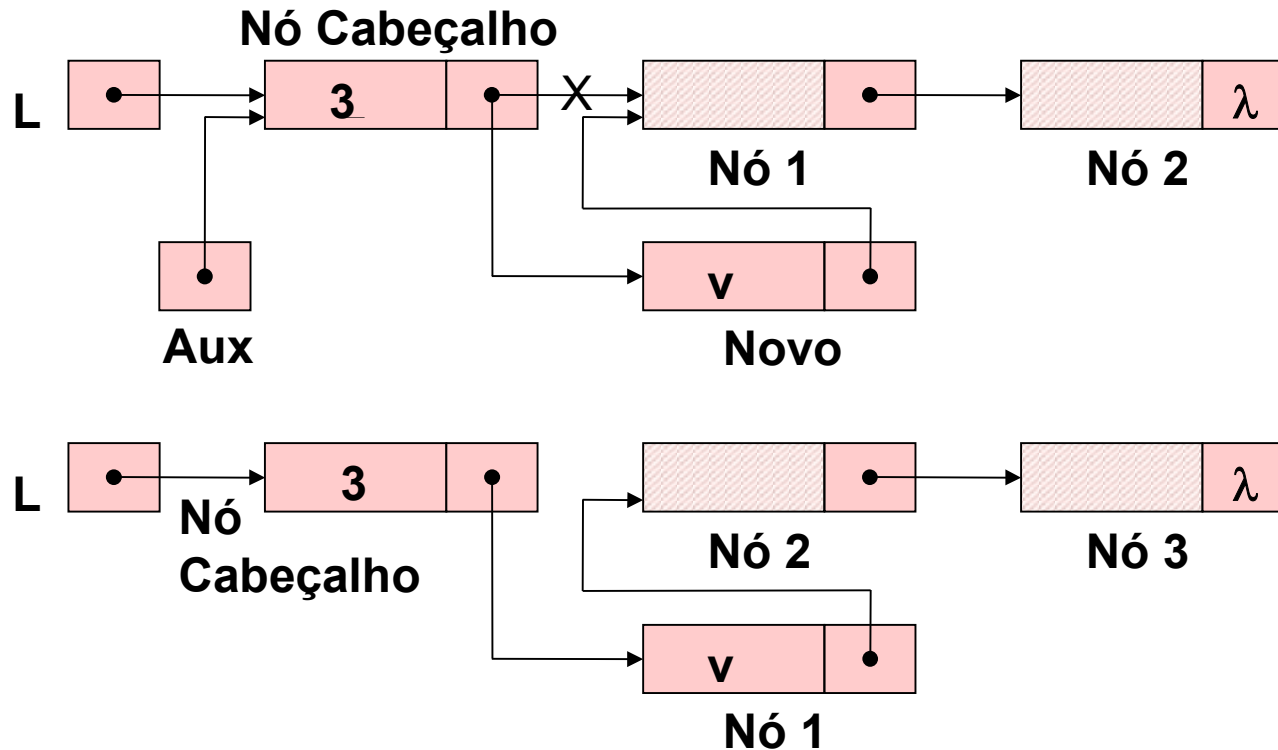 Nó Cabeçalho
L
3
λ
Nó 1
Nó 2
v
Aux
Novo
L
3
λ
Nó
Cabeçalho
Nó 2
Nó 3
v
Nó 1